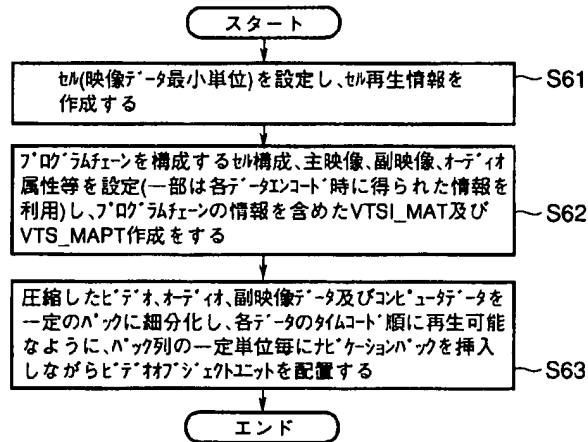 スタート
ｾﾙ(映像ﾃﾞｰﾀ最小単位)を設定し､ｾﾙ再生情報を
作成する
S61
ﾌﾟﾛｸﾞﾗﾑﾁｪｰﾝを構成するｾﾙ構成､主映像､副映像､ｵｰﾃﾞｨｵ
属性等を設定(一部は各ﾃﾞｰﾀｴﾝｺｰﾄﾞ時に得られた情報を
利用)し､ﾌﾟﾛｸﾞﾗﾑﾁｪｰﾝの情報を含めたVTSI_MAT及び
VTS_MAPT作成をする
S62
圧縮したﾋﾞﾃﾞｵ､ｵｰﾃﾞｨｵ､副映像ﾃﾞｰﾀ及びｺﾝﾋﾟｭｰﾀﾃﾞｰﾀを
一定のﾊﾟｯｸに細分化し､各ﾃﾞｰﾀのﾀｲﾑｺｰﾄﾞ順に再生可能
なように､ﾊﾟｯｸ列の一定単位毎にﾅﾋﾞｹﾞｰｼｮﾝﾊﾟｯｸを挿入
しながらﾋﾞﾃﾞｵｵﾌﾞｼﾞｪｸﾄﾕﾆｯﾄを配置する
S63
エンド